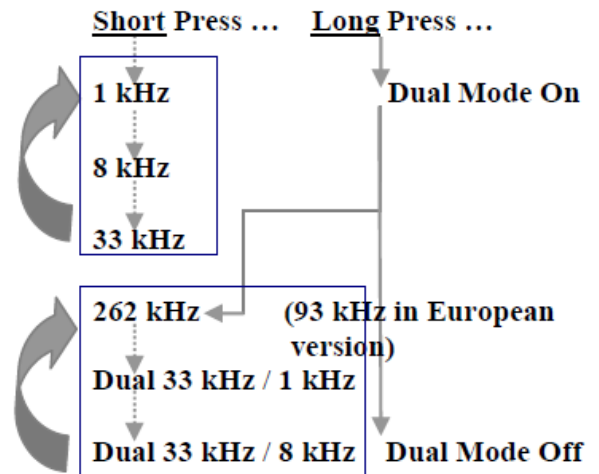 Short Press … Long Press …
1 kHz Dual Mode On
8 kHz
33 kHz
262 kHz (93 kHz in European
version)
Dual 33 kHz / 1 kHz
Dual 33 kHz / 8 kHz Dual Mode Off